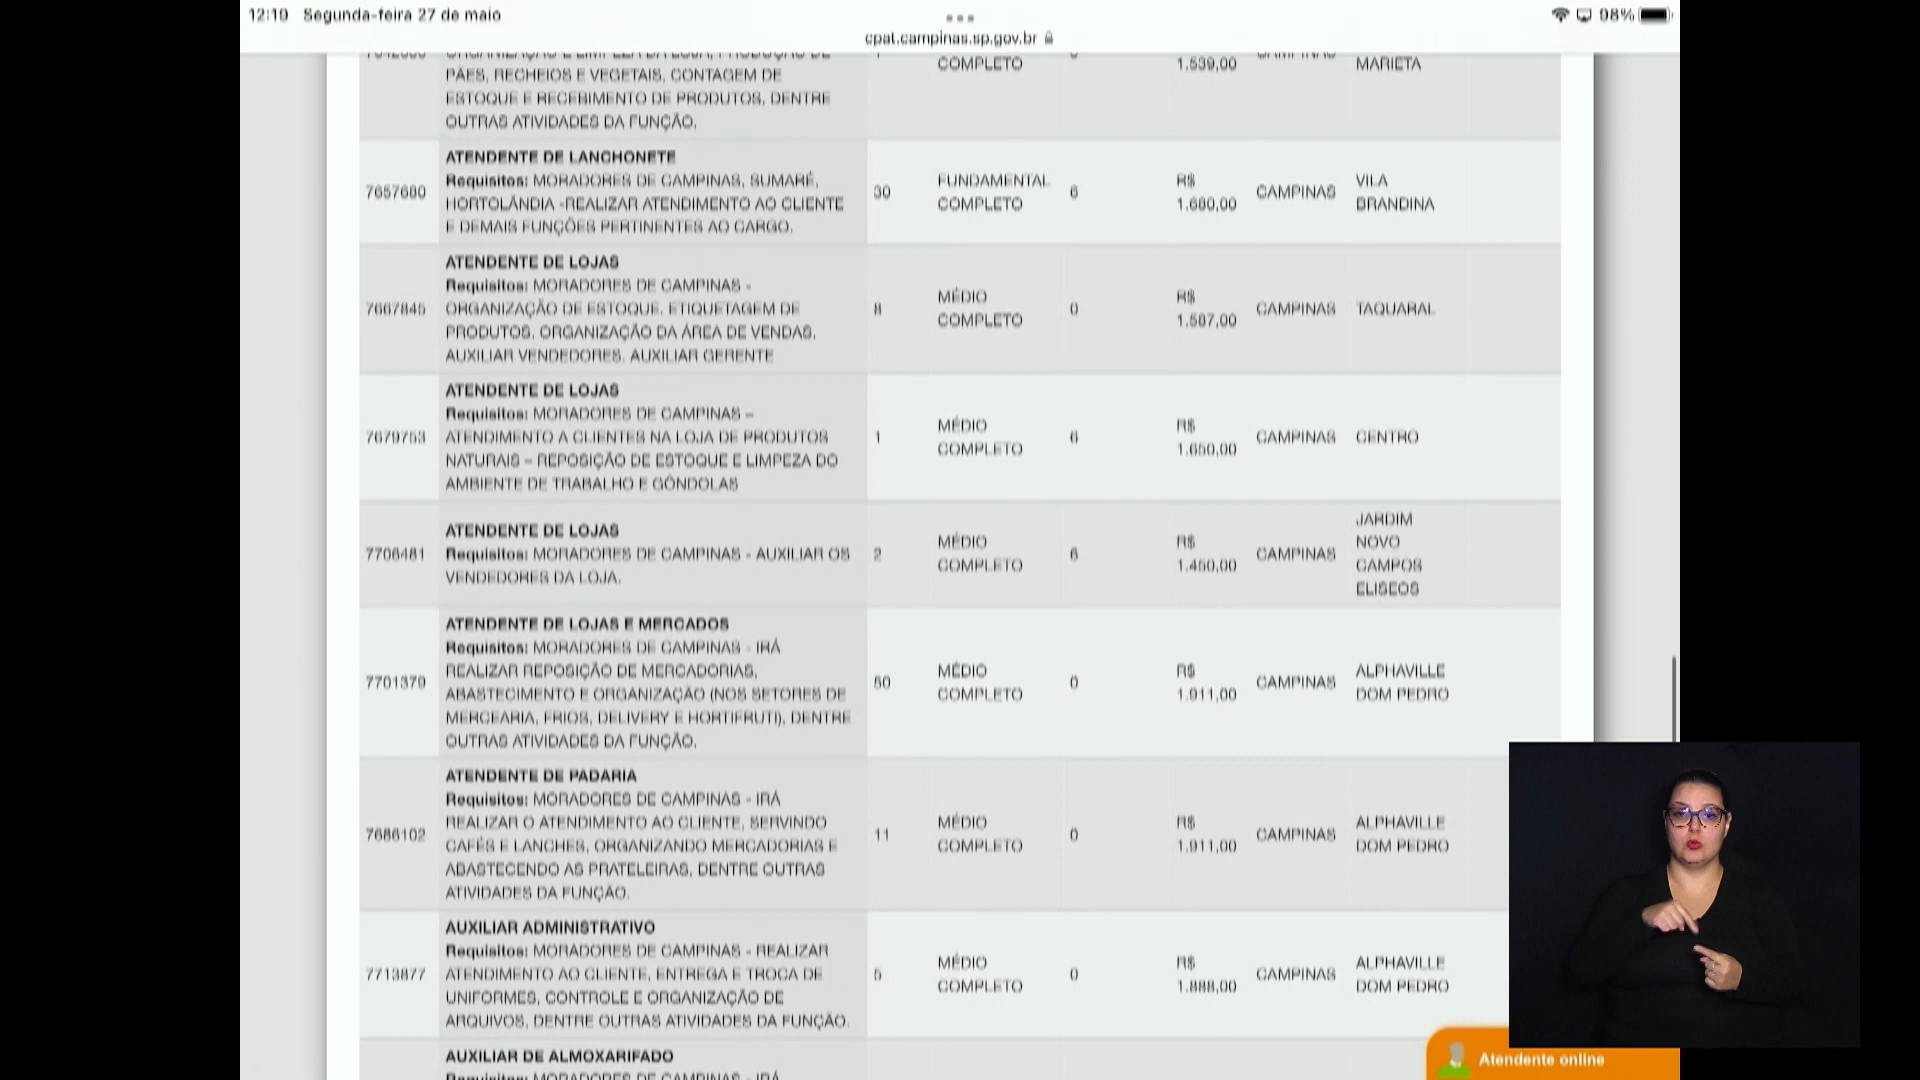 12:10 Segunda-feira 27 de maio
98%
cpat.campinas.sp.gov.br
ORGANIZAÇÃO E LIMPEZA DA LOJA, PRODUÇÃO DE
PÃES, RECHEIOS E VEGETAIS, CONTAGEM DE
ESTOQUE E RECEBIMENTO DE PRODUTOS, DENTRE
OUTRAS ATIVIDADES DA FUNÇÃO.
COMPLETO
1.539,00
CAMPINAS
MARIETA
7657680
ATENDENTE DE LANCHONETE
Requisitos: MORADORES DE CAMPINAS, SUMARÉ,
HORTOLÂNDIA -REALIZAR ATENDIMENTO AO CLIENTE
E DEMAIS FUNÇÕES PERTINENTES AO CARGO.
30
FUNDAMENTAL
COMPLETO
6
R$
1.680,00
CAMPINAS
VILA
BRANDINA
7667845
ATENDENTE DE LOJAS
Requisitos: MORADORES DE CAMPINAS -
ORGANIZAÇÃO DE ESTOQUE, ETIQUETAGEM DE
PRODUTOS, ORGANIZAÇÃO DA ÁREA DE VENDAS,
AUXILIAR VENDEDORES, AUXILIAR GERENTE
8
MÉDIO
COMPLETO
0
R$
1.587,00
CAMPINAS
TAQUARAL
7679753
ATENDENTE DE LOJAS
Requisitos: MORADORES DE CAMPINAS –
ATENDIMENTO A CLIENTES NA LOJA DE PRODUTOS
NATURAIS – REPOSIÇÃO DE ESTOQUE E LIMPEZA DO
AMBIENTE DE TRABALHO E GÔNDOLAS
1
MÉDIO
COMPLETO
6
R$
1.650,00
CAMPINAS
CENTRO
7706481
ATENDENTE DE LOJAS
Requisitos: MORADORES DE CAMPINAS - AUXILIAR OS
VENDEDORES DA LOJA.
2
MÉDIO
COMPLETO
6
R$
1.450,00
CAMPINAS
JARDIM
NOVO
CAMPOS
ELISEOS
7701379
ATENDENTE DE LOJAS E MERCADOS
Requisitos: MORADORES DE CAMPINAS - IRÁ
REALIZAR REPOSIÇÃO DE MERCADORIAS,
ABASTECIMENTO E ORGANIZAÇÃO (NOS SETORES DE
MERCEARIA, FRIOS, DELIVERY E HORTIFRUTI), DENTRE
OUTRAS ATIVIDADES DA FUNÇÃO.
50
MÉDIO
COMPLETO
0
R$
1.911,00
CAMPINAS
ALPHAVILLE
DOM PEDRO
7686102
ATENDENTE DE PADARIA
Requisitos: MORADORES DE CAMPINAS - IRÁ
REALIZAR O ATENDIMENTO AO CLIENTE, SERVINDO
CAFÉS E LANCHES, ORGANIZANDO MERCADORIAS E
ABASTECENDO AS PRATELEIRAS, DENTRE OUTRAS
ATIVIDADES DA FUNÇÃO.
11
MÉDIO
COMPLETO
0
R$
1.911,00
CAMPINAS
ALPHAVILLE
DOM PEDRO
7713877
AUXILIAR ADMINISTRATIVO
Requisitos: MORADORES DE CAMPINAS - REALIZAR
ATENDIMENTO AO CLIENTE, ENTREGA E TROCA DE
UNIFORMES, CONTROLE E ORGANIZAÇÃO DE
ARQUIVOS, DENTRE OUTRAS ATIVIDADES DA FUNÇÃO.
5
MÉDIO
COMPLETO
0
R$
1.888,00
CAMPINAS
ALPHAVILLE
DOM PEDRO
AUXILIAR DE ALMOXARIFADO
Requisitos: MORADORES DE CAMPINAS - IRÁ
Atendente online